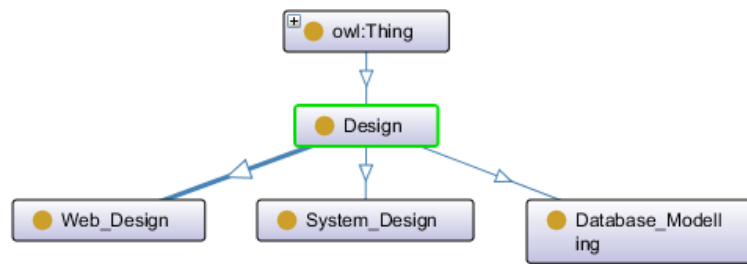 owl:Thing
Design
Web_Design
System_Design
Database_Modell
ing